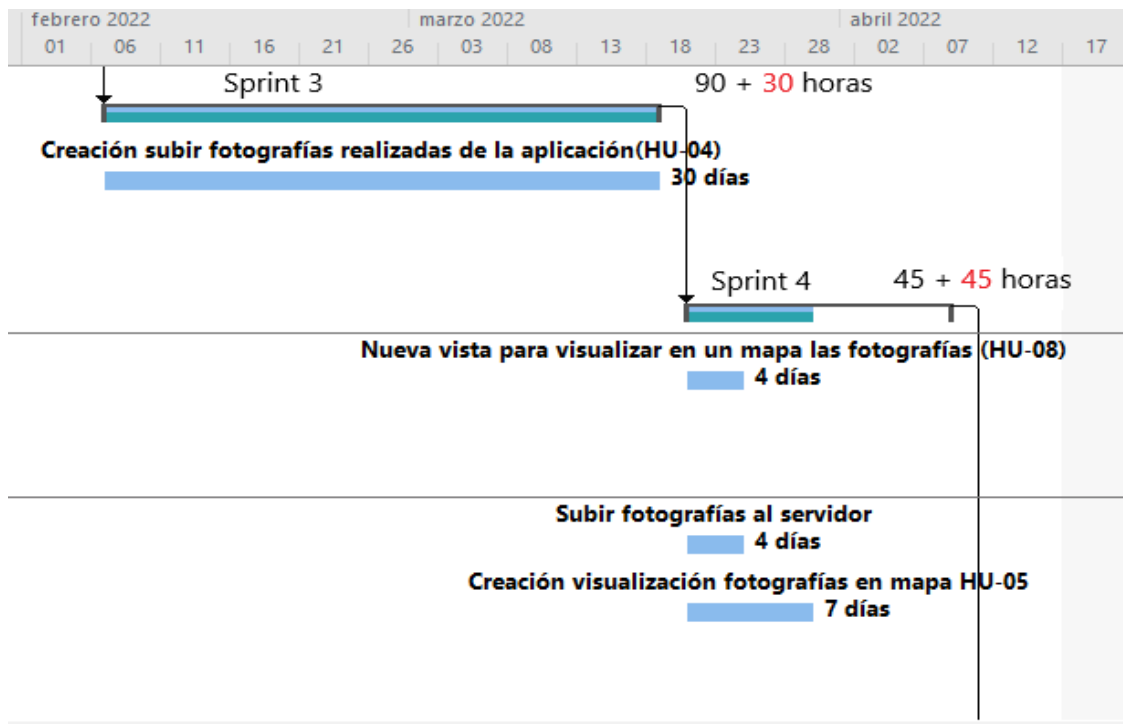 febrero 2022 marzo 2022 abril 2022
01 06 11 16 21 26 03 08 13 18 23 28 02 07 12 17
Sprint 3 90 + 30 horas
Creación subir fotografías realizadas de la aplicación(HU-04)
30 días
Sprint 4 45 + 45 horas
Nueva vista para visualizar en un mapa las fotografías (HU-08)
4 días
Subir fotografías al servidor
4 días
Creación visualización fotografías en mapa HU-05
7 días